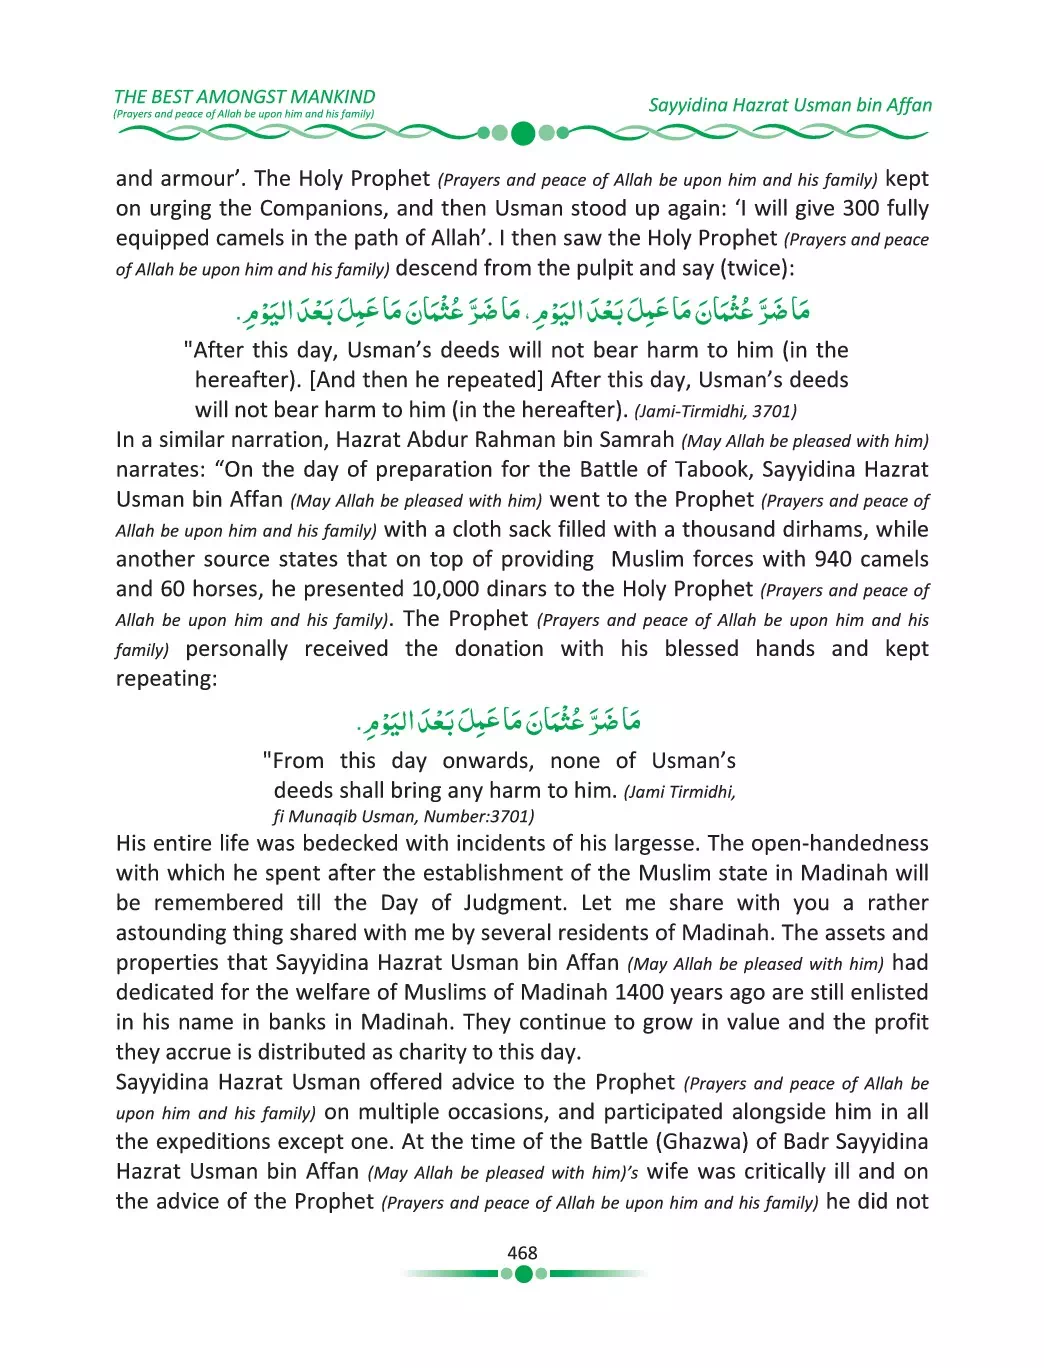 THE BEST AMONGST MANKIND
(Prayers and peace of Allah be upon him and his family)
Sayyidina Hazrat Usman bin Affan
and armour’. The Holy Prophet (Prayers and peace of Allah be upon him and his family) kept
on urging the Companions, and then Usman stood up again: ‘I will give 300 fully
equipped camels in the path of Allah’. I then saw the Holy Prophet (Prayers and peace
of Allah be upon him and his family) descend from the pulpit and say (twice):
مَا ضَرَّ عُثْمَانَ مَا عَمِلَ بَعْدَ اليَوْمِ، مَا ضَرَّ عُثْمَانَ مَا عَمِلَ بَعْدَ اليَوْمِ.
"After this day, Usman’s deeds will not bear harm to him (in the
hereafter). [And then he repeated] After this day, Usman’s deeds
will not bear harm to him (in the hereafter). (Jami-Tirmidhi, 3701)
In a similar narration, Hazrat Abdur Rahman bin Samrah (May Allah be pleased with him)
narrates: “On the day of preparation for the Battle of Tabook, Sayyidina Hazrat
Usman bin Affan (May Allah be pleased with him) went to the Prophet (Prayers and peace of
Allah be upon him and his family) with a cloth sack filled with a thousand dirhams, while
another source states that on top of providing Muslim forces with 940 camels
and 60 horses, he presented 10,000 dinars to the Holy Prophet (Prayers and peace of
Allah be upon him and his family). The Prophet (Prayers and peace of Allah be upon him and his
family) personally received the donation with his blessed hands and kept
repeating:
مَا ضَرَّ عُثْمَانَ مَا عَمِلَ بَعْدَ اليَوْمِ.
"From this day onwards, none of Usman’s
deeds shall bring any harm to him. (Jami Tirmidhi,
fi Munaqib Usman, Number:3701)
His entire life was bedecked with incidents of his largesse. The open-handedness
with which he spent after the establishment of the Muslim state in Madinah will
be remembered till the Day of Judgment. Let me share with you a rather
astounding thing shared with me by several residents of Madinah. The assets and
properties that Sayyidina Hazrat Usman bin Affan (May Allah be pleased with him) had
dedicated for the welfare of Muslims of Madinah 1400 years ago are still enlisted
in his name in banks in Madinah. They continue to grow in value and the profit
they accrue is distributed as charity to this day.
Sayyidina Hazrat Usman offered advice to the Prophet (Prayers and peace of Allah be
upon him and his family) on multiple occasions, and participated alongside him in all
the expeditions except one. At the time of the Battle (Ghazwa) of Badr Sayyidina
Hazrat Usman bin Affan (May Allah be pleased with him)’s wife was critically ill and on
the advice of the Prophet (Prayers and peace of Allah be upon him and his family) he did not
468